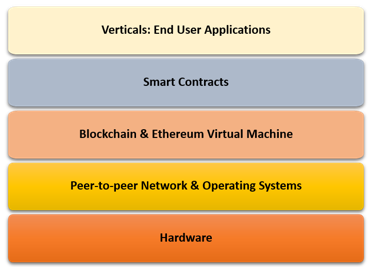 Verticals: End User Applications
Smart Contracts
Blockchain & Ethereum Virtual Machine
Peer-to-peer Network & Operating Systems
Hardware